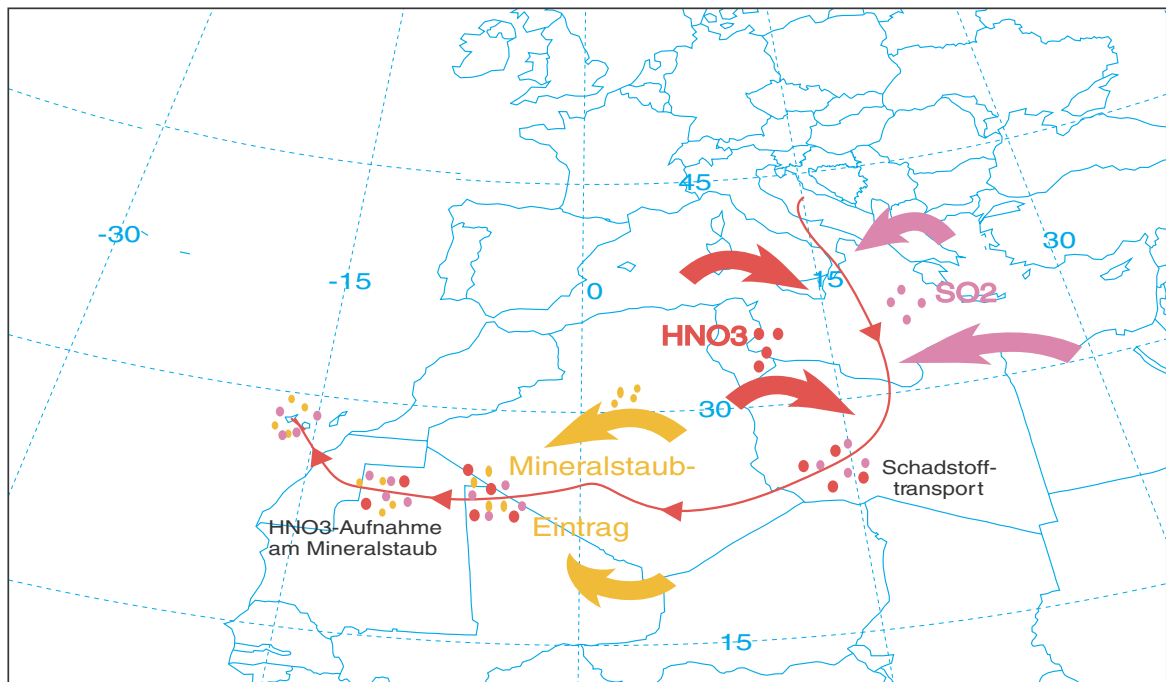 45
-30
30
-15
15
0
SO2
HNO3
30
Mineralstaub-
Eintrag
Schadstoff-
transport
HNO3-Aufnahme
am Mineralstaub
15